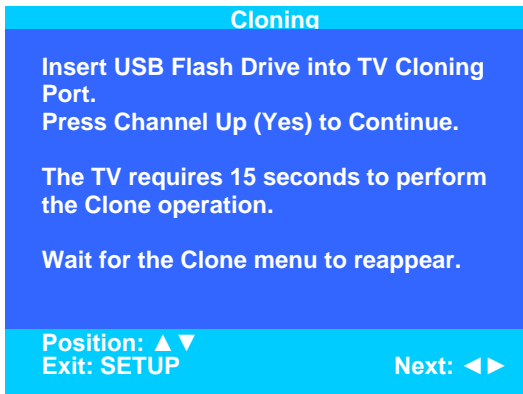 Cloning
Insert USB Flash Drive into TV Cloning
Port.
Press Channel Up (Yes) to Continue.
The TV requires 15 seconds to perform
the Clone operation.
Wait for the Clone menu to reappear.
Position: ▲▼
Exit: SETUP
Next: ◄►